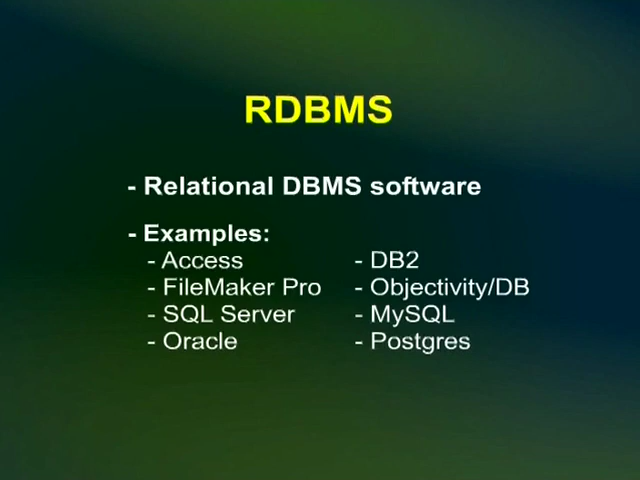 RDBMS
- Relational DBMS software
- Examples:
- Access
- FileMaker Pro
- SQL Server
- Oracle
- DB2
- Objectivity/DB
- MySQL
- Postgres